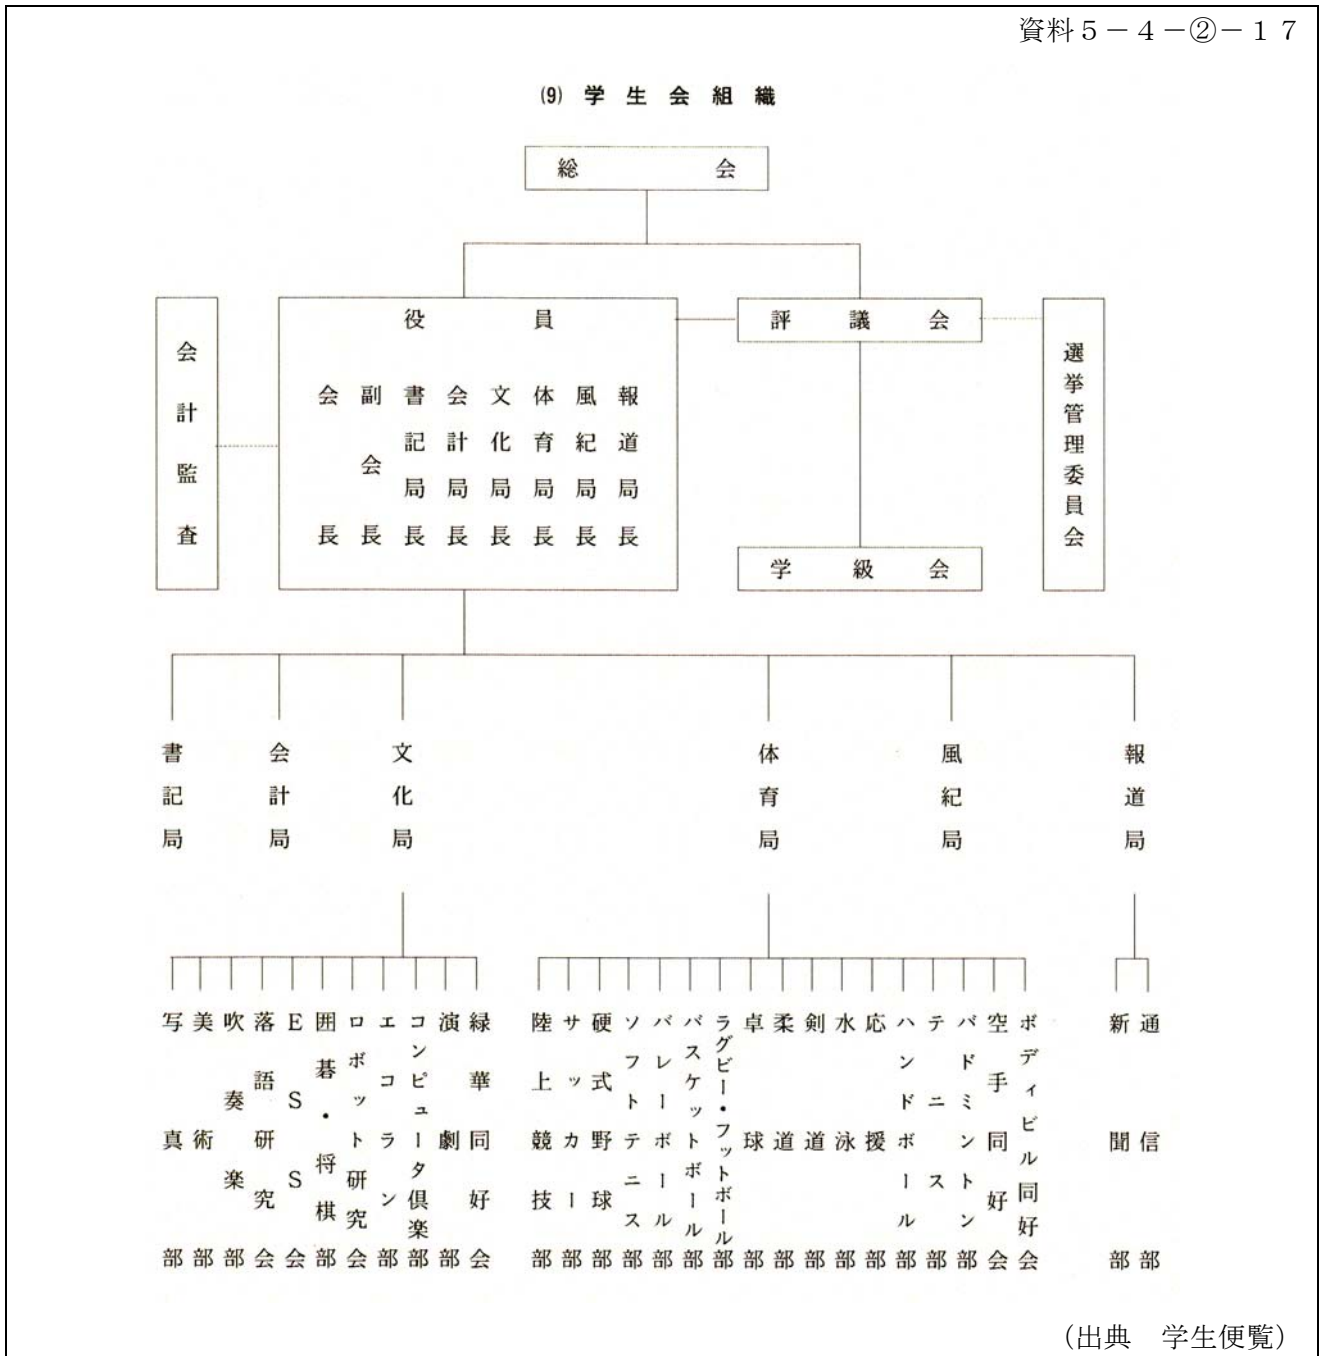 資料5-4-②-17
(9) 学生会組織
総会
会計監査
役員
会長
副会長
書記局長
会計局長
文化局長
体育局長
風紀局長
報道局長
評議会
学級会
選挙管理委員会
書記局
会計局
文化局
体育局
風紀局
報道局
写真部
美術部
吹奏楽部
落語研究会
ESS会
囲碁・将棋部
ロボット研究会
エコラン部
コンピュータ倶楽部
演劇部
緑華同好会
陸上競技部
サッカー部
硬式野球部
ソフトテニス部
バレーボール部
バスケットボール部
ラグビー・フットボール部
卓球部
柔道部
剣道部
水泳部
応援部
ハンドボール部
テニス部
バドミントン部
空手同好会
ボディビル同好会
新聞部
通信部
(出典 学生便覧)